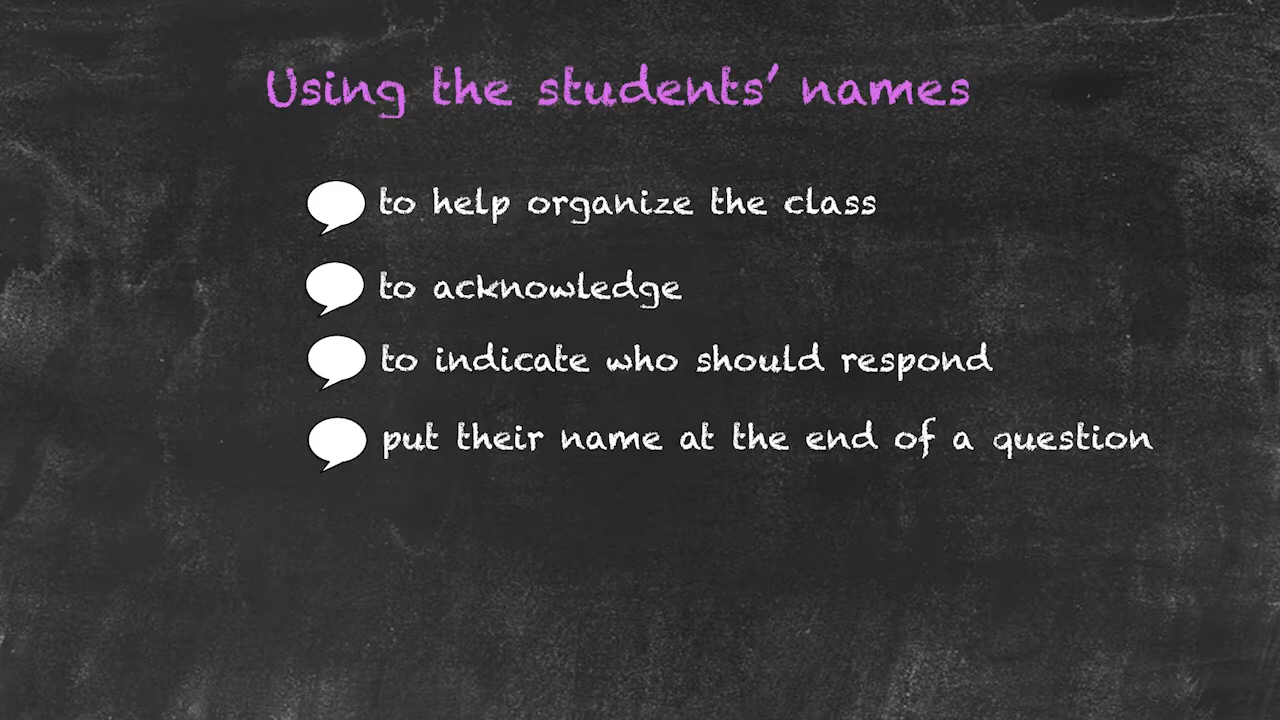 Using the students’ names
to help organize the class
to acknowledge
to indicate who should respond
put their name at the end of a question